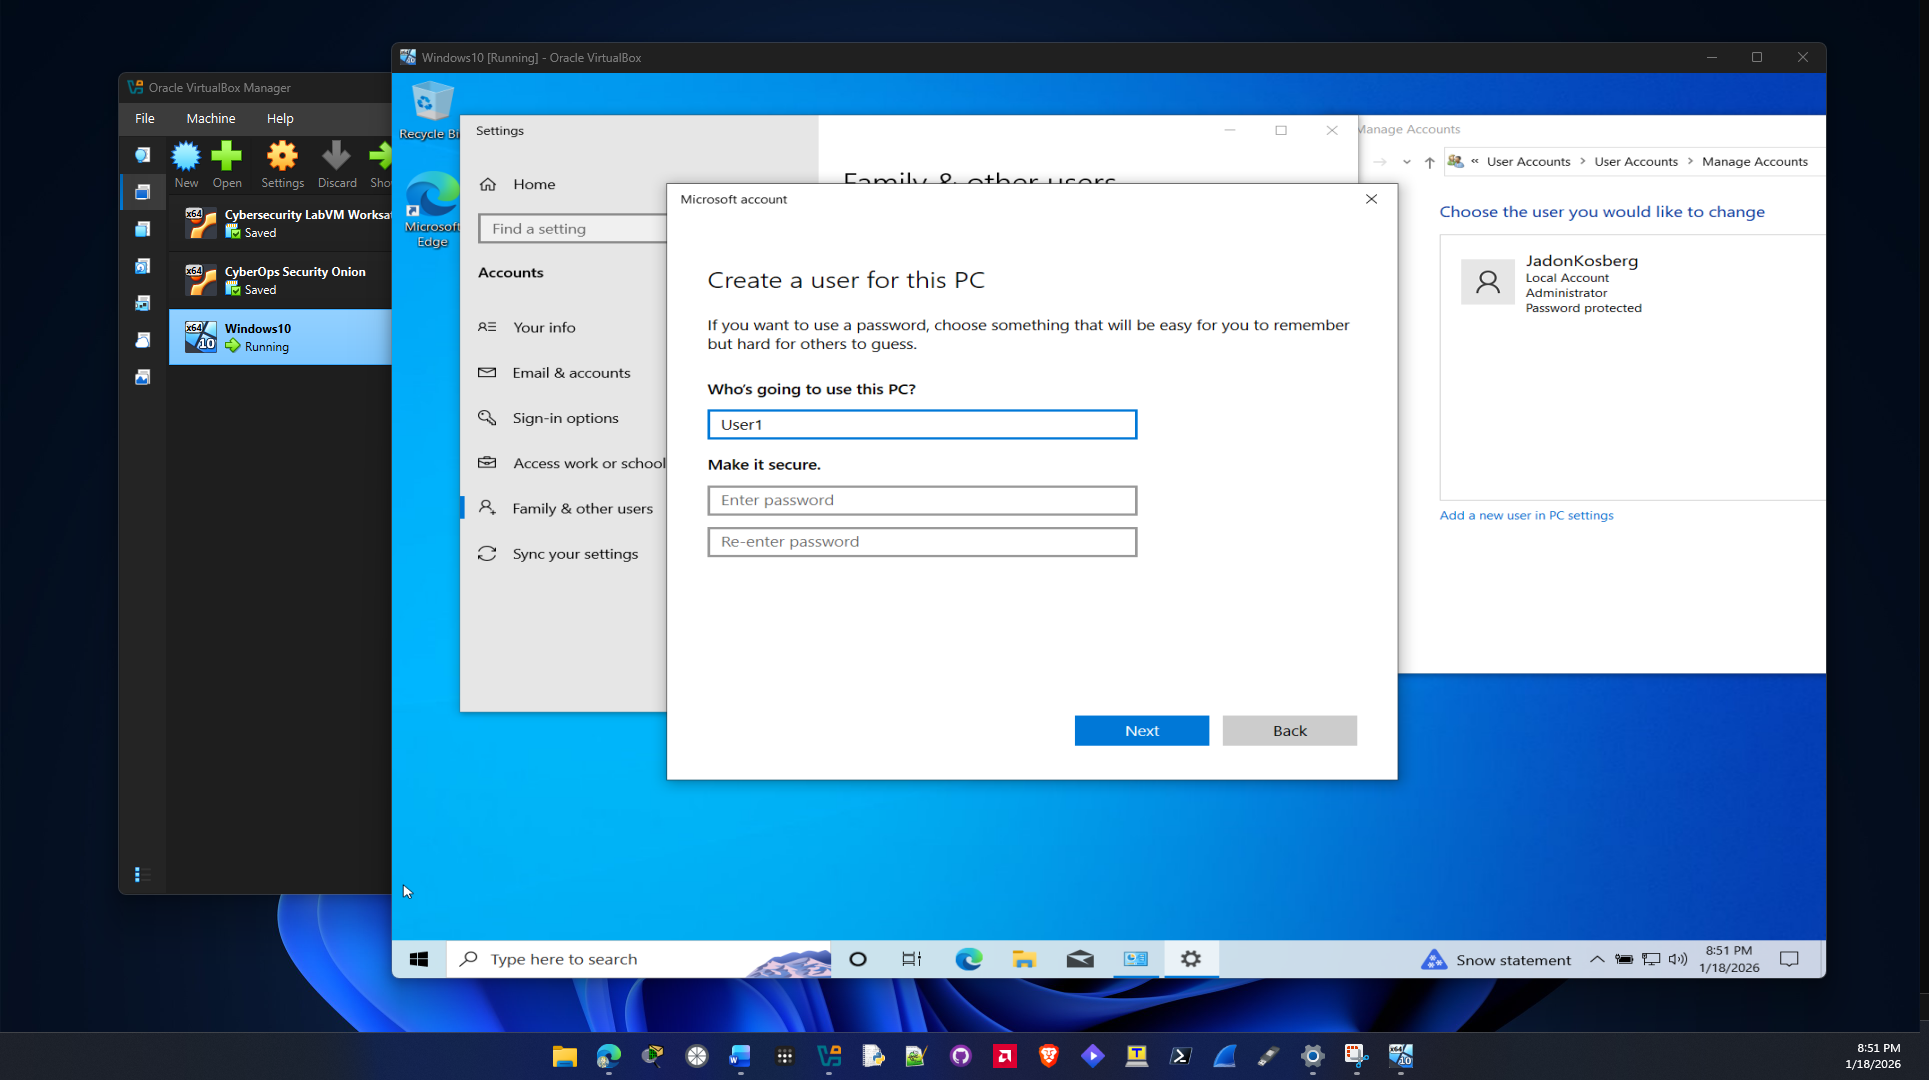 Windows10 [Running] - Oracle VirtualBox
Oracle VirtualBox Manager
File
Machine
Help
New
Open
Settings
Discard
Sho
Cybersecurity LabVM Worksta
Saved
CyberOps Security Onion
Saved
Windows10
Running
Recycle Bi
Microsoft
Edge
Settings
Home
Find a setting
Accounts
Your info
Email & accounts
Sign-in options
Access work or school
Family & other users
Sync your settings
Family & other users
Microsoft account
Create a user for this PC
If you want to use a password, choose something that will be easy for you to remember
but hard for others to guess.
Who's going to use this PC?
User1
Make it secure.
Enter password
Re-enter password
Next
Back
Manage Accounts
« User Accounts > User Accounts > Manage Accounts
Choose the user you would like to change
JadonKosberg
Local Account
Administrator
Password protected
Add a new user in PC settings
Type here to search
Snow statement
8:51 PM
1/18/2026
8:51 PM
1/18/2026